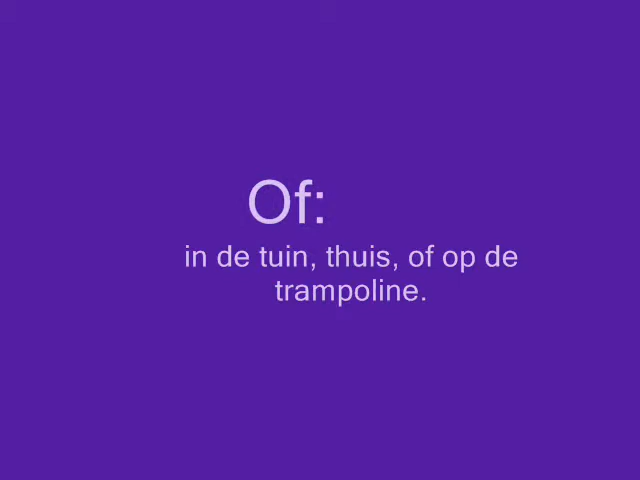 Of:
in de tuin, thuis, of op de
trampoline.